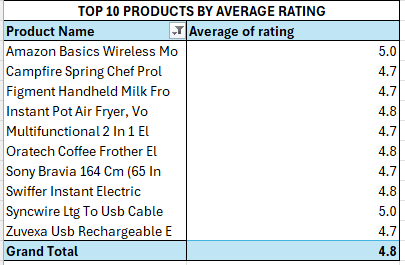 TOP 10 PRODUCTS BY AVERAGE RATING
Product Name Average of rating
Amazon Basics Wireless Mo 5.0
Campfire Spring Chef Prol 4.7
Figment Handheld Milk Fro 4.7
Instant Pot Air Fryer, Vo 4.8
Multifunctional 2 In 1 El 4.7
Oratech Coffee Frother El 4.8
Sony Bravia 164 Cm (65 In 4.7
Swiffer Instant Electric 4.8
Syncwire Ltg To Usb Cable 5.0
Zuvexa Usb Rechargeable E 4.7
Grand Total 4.8